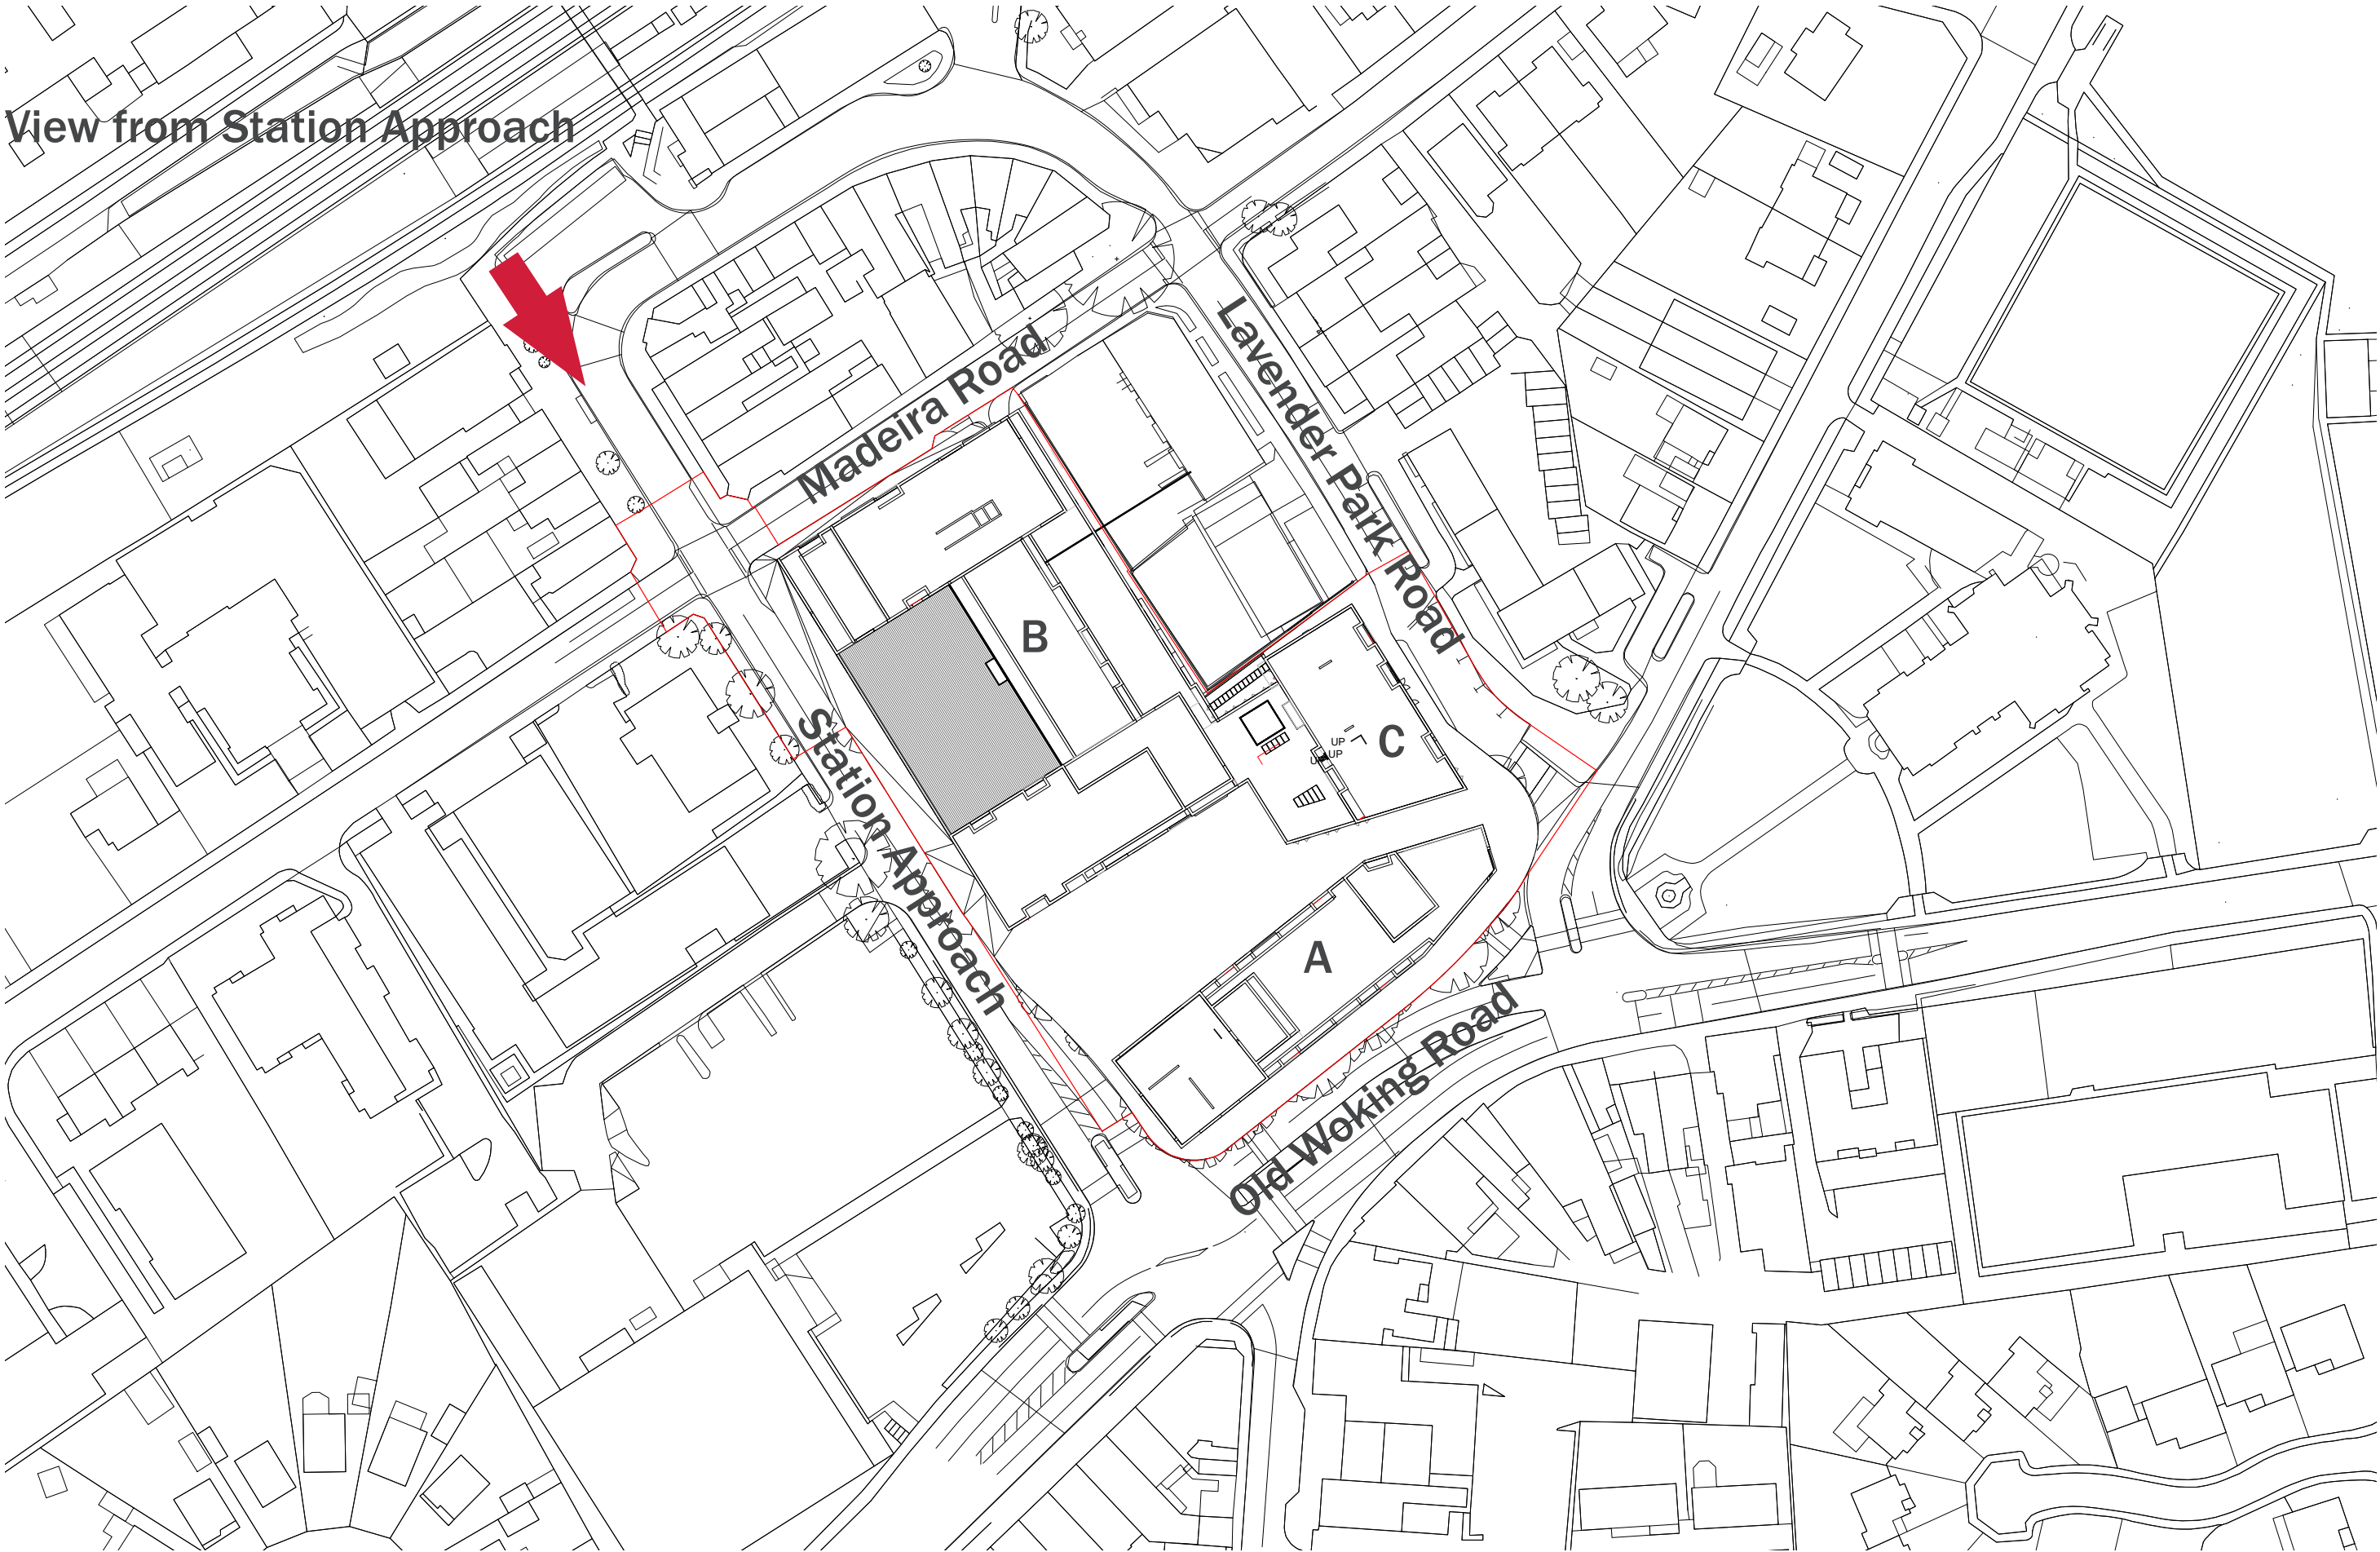 View from Station Approach
Madeira Road
Lavender Park Road
B
Station Approach
C
UP
UP
A
Old Woking Road